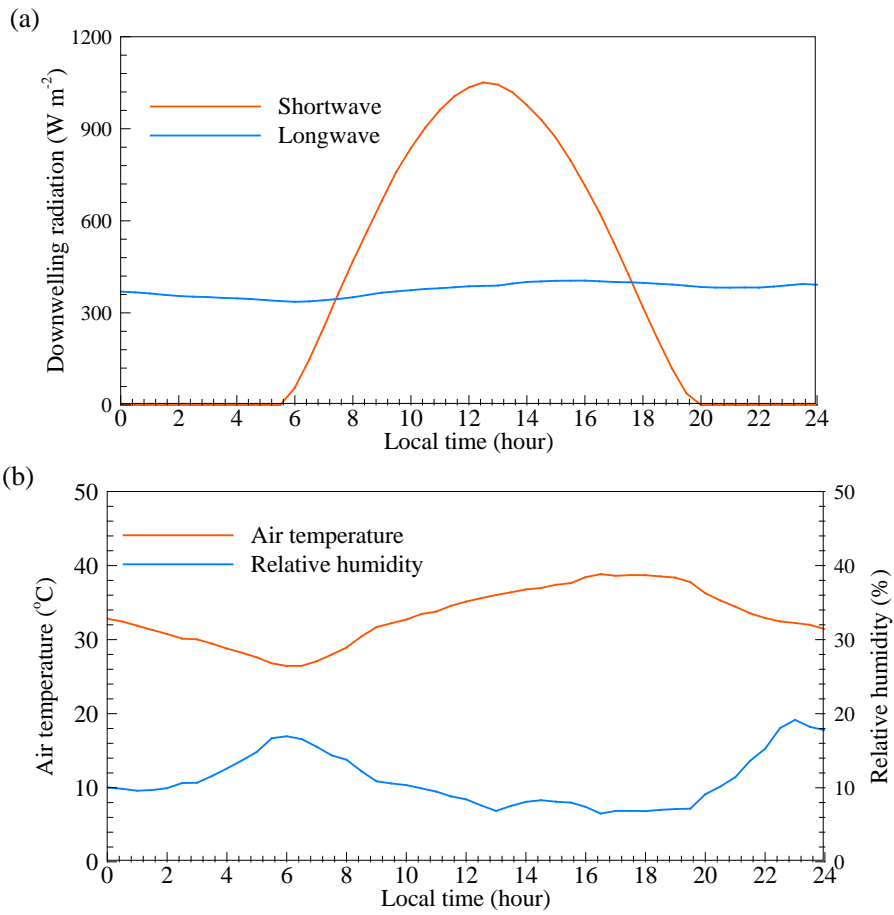 (a)
Downwelling radiation (W m-2)
1200
900
600
300
0
Shortwave
Longwave
0 2 4 6 8 10 12 14 16 18 20 22 24
Local time (hour)
(b)
Air temperature (oC)
50
40
30
20
10
0
Air temperature
Relative humidity
50
40
30
20
10
0
Relative humidity (%)
0 2 4 6 8 10 12 14 16 18 20 22 24
Local time (hour)